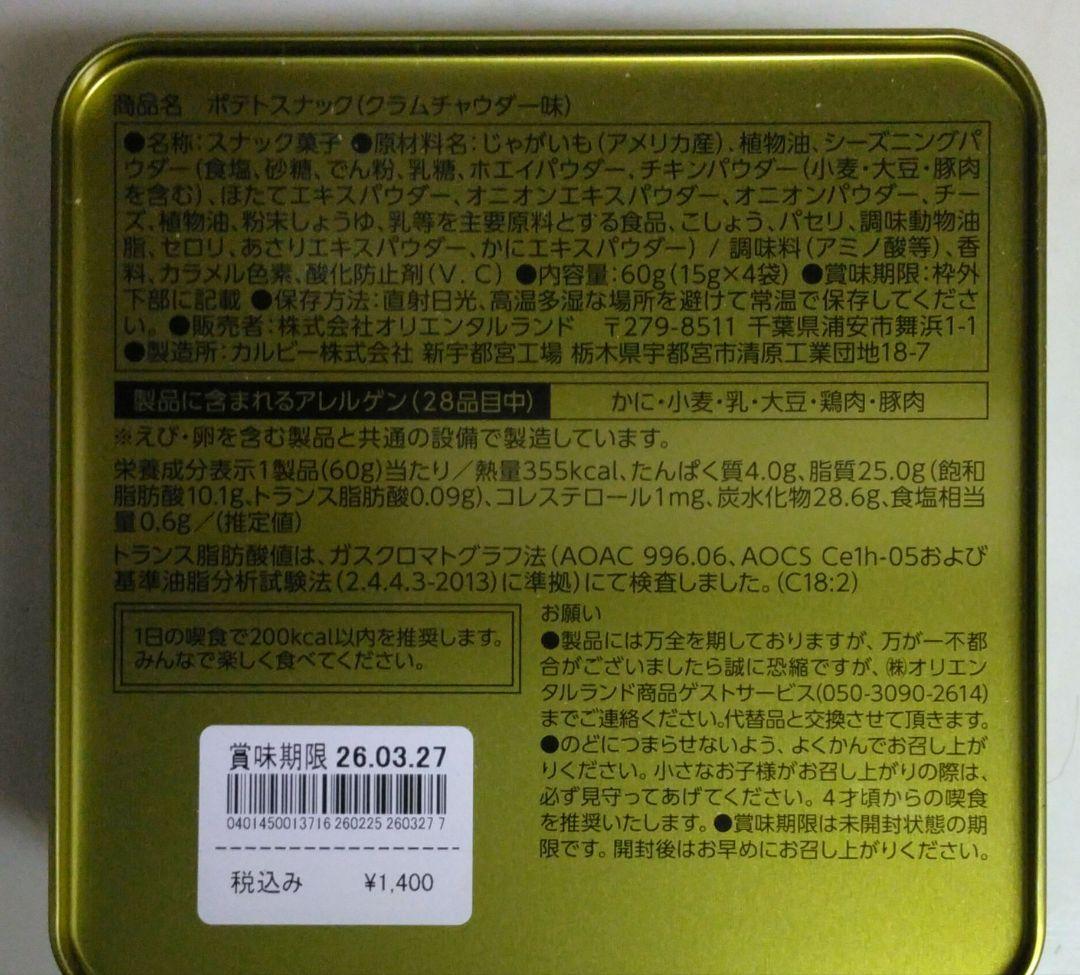 商品名 ポテトスナック(クラムチャウダー味)
●名称:スナック菓子 ●原材料名:じゃがいも(アメリカ産)、植物油、シーズニングパ
ウダー(食塩、砂糖、でん粉、乳糖、ホエイパウダー、チキンパウダー(小麦・大豆・豚肉
を含む)、ほたてエキスパウダー、オニオンエキスパウダー、オニオンパウダー、チー
ズ、植物油、粉末しょうゆ、乳等を主要原料とする食品、こしょう、パセリ、調味動物油
脂、セロリ、あさりエキスパウダー、かにエキスパウダー) / 調味料(アミノ酸等)、香
料、カラメル色素、酸化防止剤(V.C) ●内容量:60g(15g×4袋) ●賞味期限:枠外
下部に記載 ●保存方法:直射日光、高温多湿な場所を避けて常温で保存してくださ
い。 ●販売者:株式会社オリエンタルランド 〒279-8511 千葉県浦安市舞浜1-1
●製造所:カルビー株式会社 新宇都宮工場 栃木県宇都宮市清原工業団地18-7
製品に含まれるアレルゲン(28品目中) かに・小麦・乳・大豆・鶏肉・豚肉
※えび・卵を含む製品と共通の設備で製造しています。
栄養成分表示1製品(60g)当たり/熱量355kcal、たんぱく質4.0g、脂質25.0g(飽和
脂肪酸10.1g、トランス脂肪酸0.09g)、コレステロール1mg、炭水化物28.6g、食塩相当
量0.6g/(推定値)
トランス脂肪酸値は、ガスクロマトグラフ法(AOAC 996.06、AOCS Ce1h-05および
基準油脂分析試験法(2.4.4.3-2013)に準拠)にて検査しました。(C18:2)
1日の喫食で200kcal以内を推奨します。
みんなで楽しく食べてください。
お願い
●製品には万全を期しておりますが、万が一不都
合がございましたら誠に恐縮ですが、㈱オリエン
タルランド商品ゲストサービス(050-3090-2614)
までご連絡ください。代替品と交換させて頂きます。
●のどにつまらせないよう、よくかんでお召し上が
りください。小さなお子様がお召し上がりの際は、
必ず見守ってあげてください。4才頃からの喫食
を推奨いたします。●賞味期限は未開封状態の期
限です。開封後はお早めにお召し上がりください。
賞味期限 26.03.27
0401450013716 260225 260327 7
税込み ¥1,400